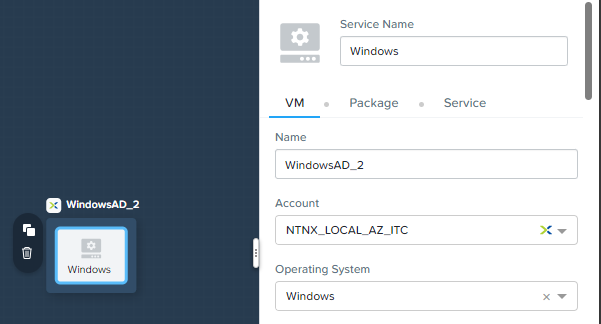 WindowsAD_2
Windows
Service Name
Windows
VM
Package
Service
Name
WindowsAD_2
Account
NTNX_LOCAL_AZ_ITC
Operating System
Windows